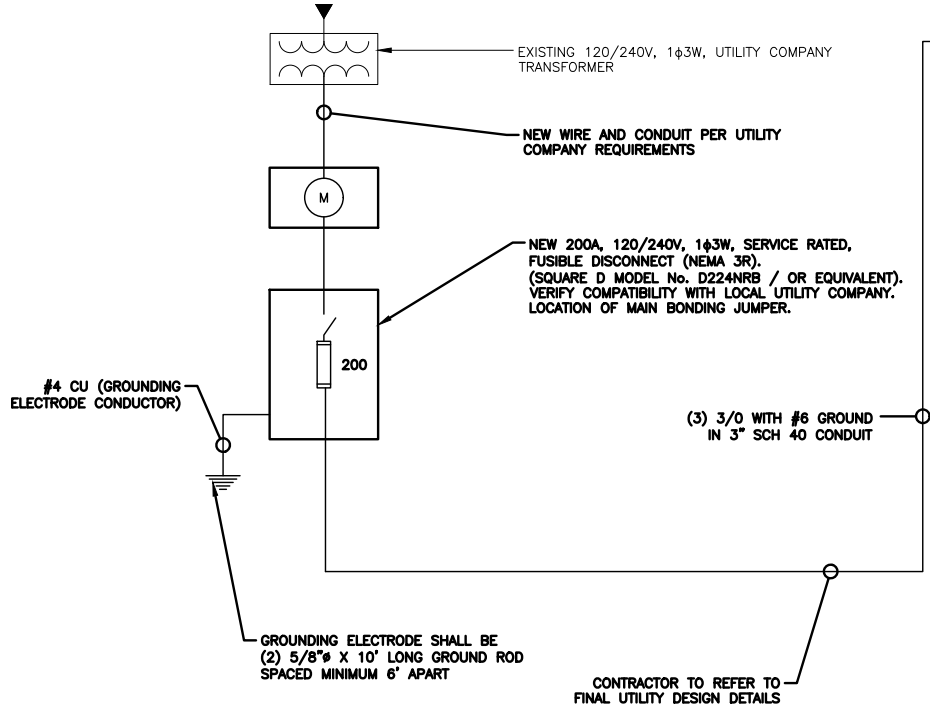 EXISTING 120/240V, 1ϕ3W, UTILITY COMPANY
TRANSFORMER
NEW WIRE AND CONDUIT PER UTILITY
COMPANY REQUIREMENTS
M
NEW 200A, 120/240V, 1ϕ3W, SERVICE RATED,
FUSIBLE DISCONNECT (NEMA 3R).
(SQUARE D MODEL No. D224NRB / OR EQUIVALENT).
VERIFY COMPATIBILITY WITH LOCAL UTILITY COMPANY.
LOCATION OF MAIN BONDING JUMPER.
200
#4 CU (GROUNDING
ELECTRODE CONDUCTOR)
(3) 3/0 WITH #6 GROUND
IN 3" SCH 40 CONDUIT
GROUNDING ELECTRODE SHALL BE
(2) 5/8"ø X 10' LONG GROUND ROD
SPACED MINIMUM 6' APART
CONTRACTOR TO REFER TO
FINAL UTILITY DESIGN DETAILS